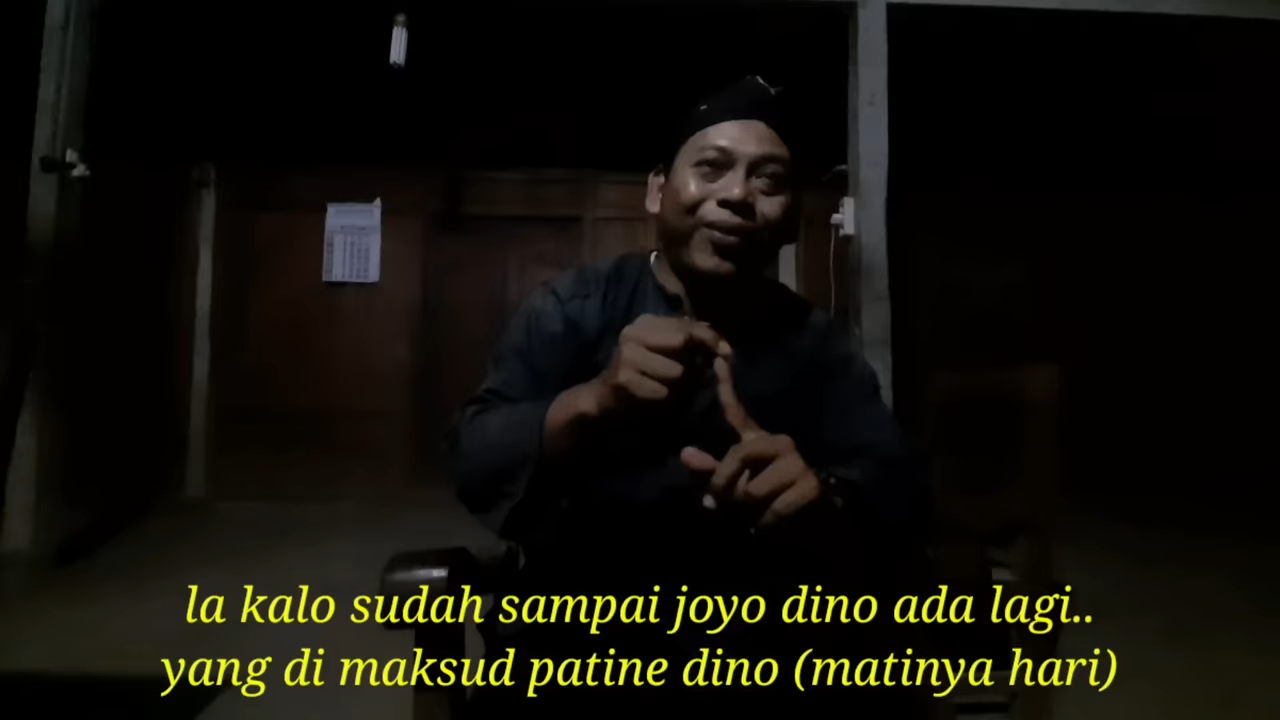 la kalo sudah sampai joyo dino ada lagi..
yang di maksud patine dino (matinya hari)